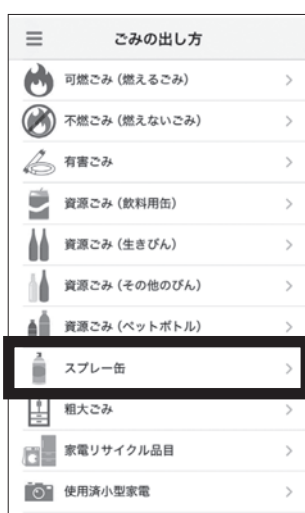 ごみの出し方
可燃ごみ (燃えるごみ)
不燃ごみ (燃えないごみ)
有害ごみ
資源ごみ (飲料用缶)
資源ごみ (生きびん)
資源ごみ (その他のびん)
資源ごみ (ペットボトル)
スプレー缶
粗大ごみ
家電リサイクル品目
使用済小型家電